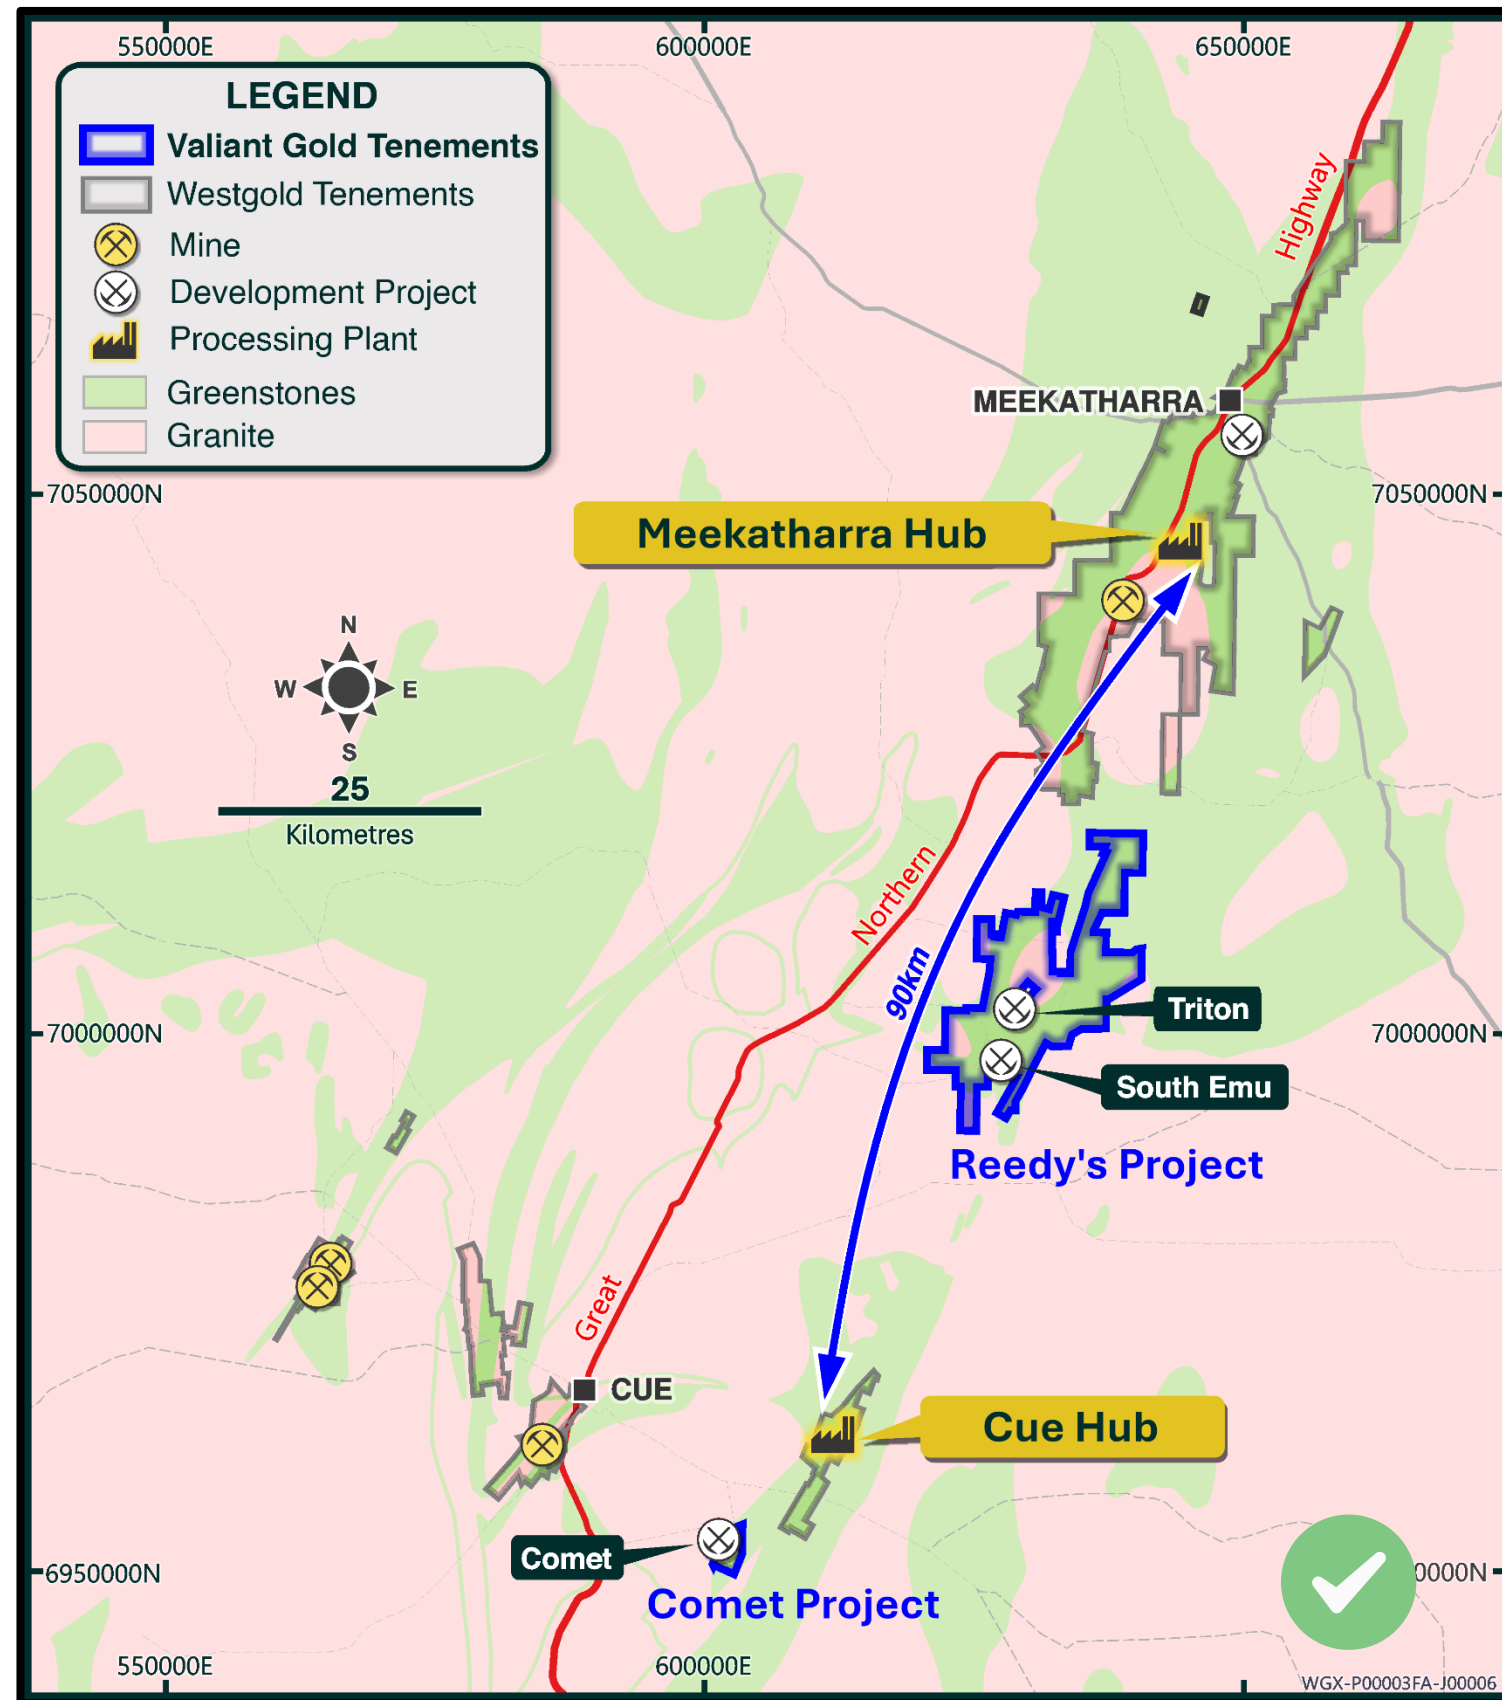 550000E
600000E
650000E
LEGEND
Valiant Gold Tenements
Westgold Tenements
Mine
Development Project
Processing Plant
Greenstones
Granite
Highway
MEEKATHARRA
7050000N
7050000N
Meekatharra Hub
N
W
E
S
25
Kilometres
Northern
90km
7000000N
Triton
7000000N
South Emu
Reedy's Project
Great
CUE
Cue Hub
Comet
6950000N
0000N
Comet Project
550000E
600000E
WGX-P00003FA-J00006